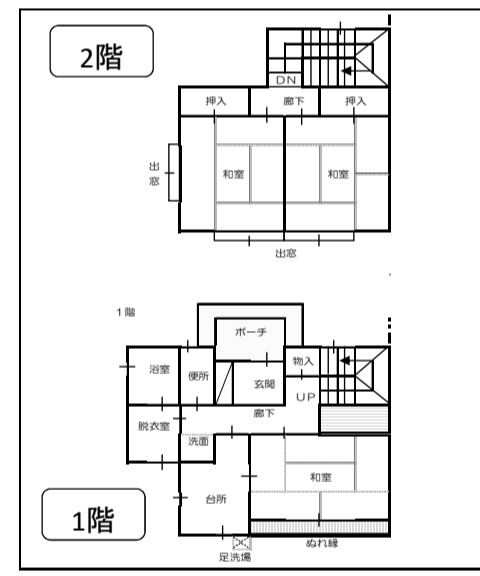 2階
DN
押入
廊下
押入
出窓
和室
和室
出窓
1階
ポーチ
浴室
便所
物入
玄関
UP
脱衣室
廊下
洗面
和室
台所
1階
ぬれ縁
足洗場